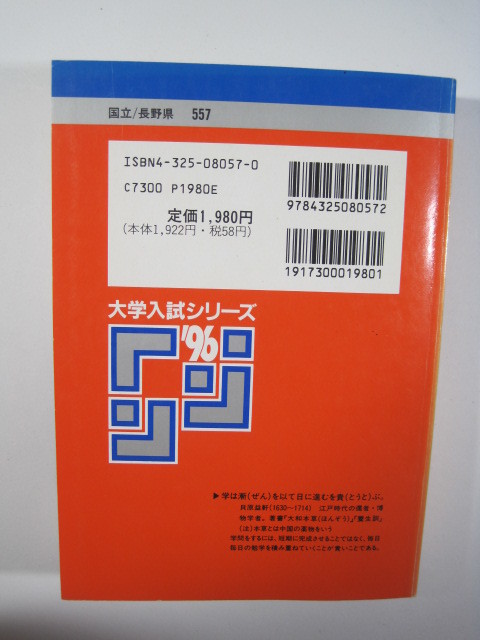 国立/長野県 557
ISBN4-325-08057-0
C7300 P1980E
定価1,980円
(本体1,922円・税58円)
9784325080572
1917300019801
大学入試シリーズ
'96
▶学は漸(ぜん)を以て日に進むを貴(とうと)ぶ。
貝原益軒(1630〜1714) 江戸時代の儒者・博
物学者。著書『大和本草(ほんぞう)』『養生訓』
(注)本草とは中国の薬物をいう
学問をするには、短期に完成させることではなく、毎日
毎日の勉学を積み重ねていくことが貴いことである。